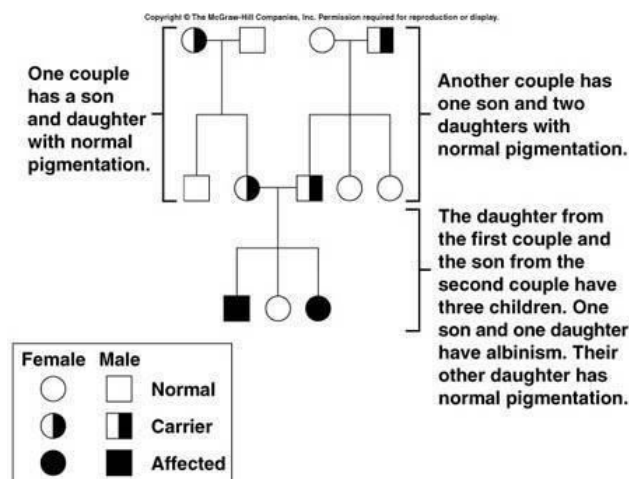 Copyright © The McGraw-Hill Companies, Inc. Permission required for reproduction or display.
One couple
has a son
and daughter
with normal
pigmentation.
Another couple has
one son and two
daughters with
normal pigmentation.
The daughter from
the first couple and
the son from the
second couple have
three children. One
son and one daughter
have albinism. Their
other daughter has
normal pigmentation.
Female Male
Normal
Carrier
Affected